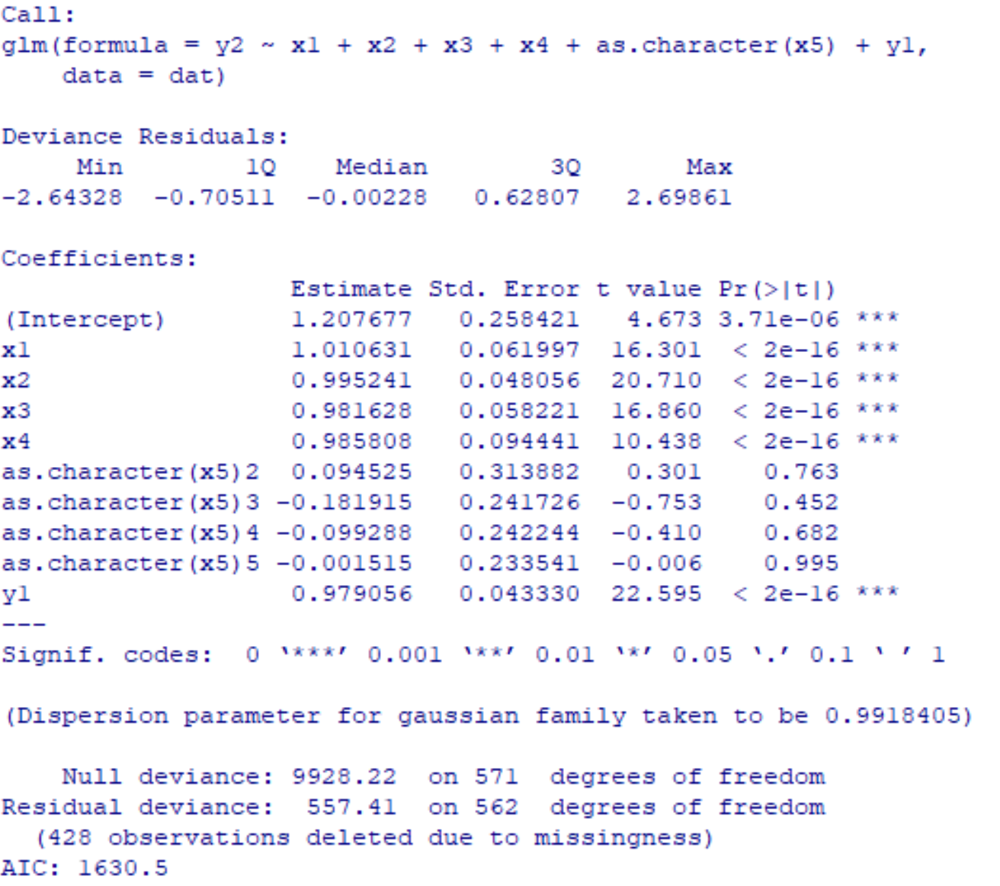 Call:
glm(formula = y2 ~ x1 + x2 + x3 + x4 + as.character(x5) + y1,
    data = dat)

Deviance Residuals:
     Min        1Q    Median        3Q       Max
-2.64328  -0.70511  -0.00228   0.62807   2.69861

Coefficients:
                   Estimate Std. Error t value Pr(>|t|)
(Intercept)        1.207677   0.258421   4.673 3.71e-06 ***
x1                 1.010631   0.061997  16.301  < 2e-16 ***
x2                 0.995241   0.048056  20.710  < 2e-16 ***
x3                 0.981628   0.058221  16.860  < 2e-16 ***
x4                 0.985808   0.094441  10.438  < 2e-16 ***
as.character(x5)2  0.094525   0.313882   0.301    0.763
as.character(x5)3 -0.181915   0.241726  -0.753    0.452
as.character(x5)4 -0.099288   0.242244  -0.410    0.682
as.character(x5)5 -0.001515   0.233541  -0.006    0.995
y1                 0.979056   0.043330  22.595  < 2e-16 ***
---
Signif. codes:  0 ‘***’ 0.001 ‘**’ 0.01 ‘*’ 0.05 ‘.’ 0.1 ‘ ’ 1

(Dispersion parameter for gaussian family taken to be 0.9918405)

    Null deviance: 9928.22  on 571  degrees of freedom
Residual deviance:  557.41  on 562  degrees of freedom
  (428 observations deleted due to missingness)
AIC: 1630.5